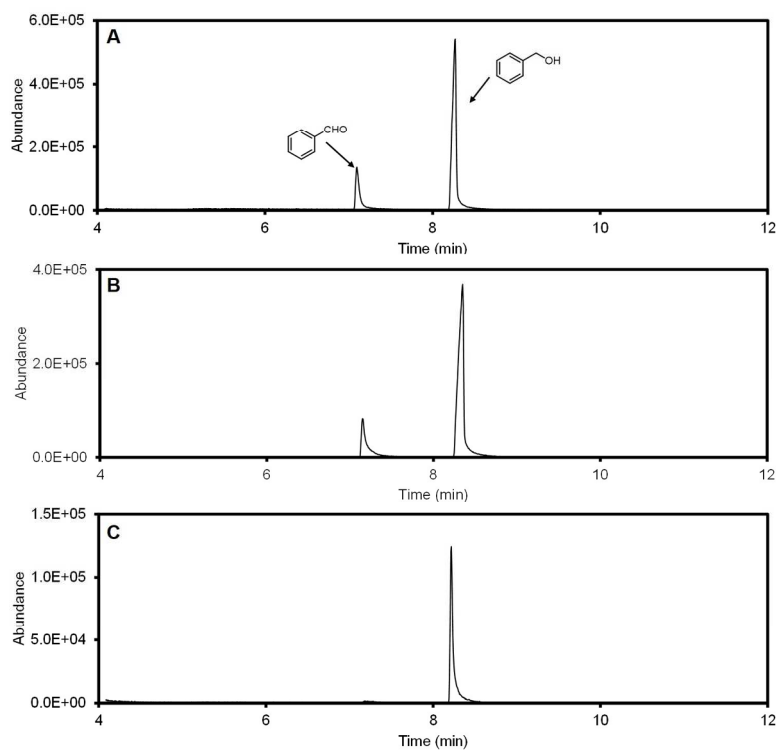 A
6.0E+05
4.0E+05
2.0E+05
0.0E+00
Abundance
CHO
OH
4 6 8 10 12
Time (min)
B
4.0E+05
2.0E+05
0.0E+00
Abundance
4 6 8 10 12
Time (min)
C
1.5E+05
1.0E+05
5.0E+04
0.0E+00
Abundance
4 6 8 10 12
Time (min)